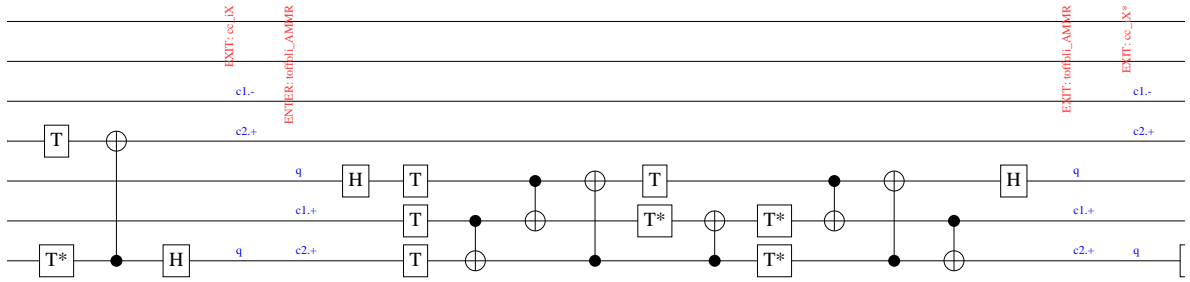 EXIT: cc_iX
ENTER: toffoli_AMMR
EXIT: toffoli_AMMR
EXIT: cc_iX*
c1.- c1.-
T c2.+ c2.+
q H T T H q
c1.+ T T* T* c1.+
T* H q c2.+ T T* c2.+ q